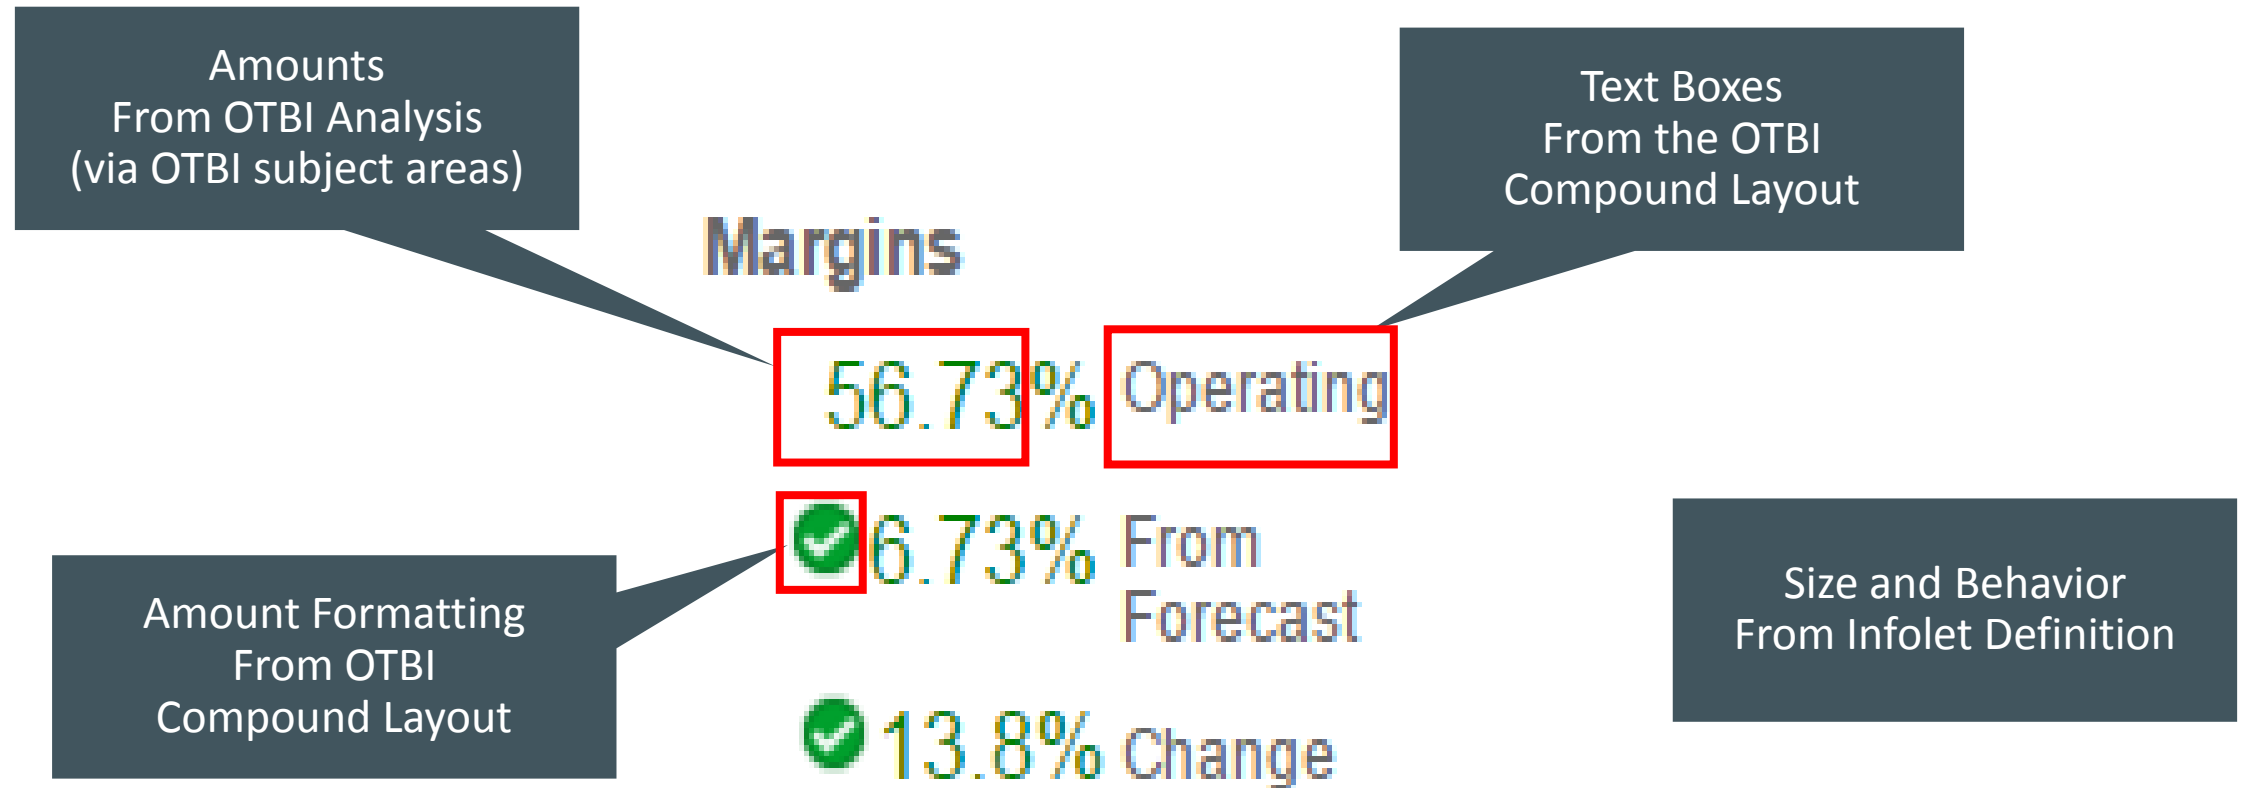 Amounts
From OTBI Analysis
(via OTBI subject areas)
Text Boxes
From the OTBI
Compound Layout
Margins
56.73% Operating
6.73% From
Forecast
13.8% Change
Amount Formatting
From OTBI
Compound Layout
Size and Behavior
From Infolet Definition